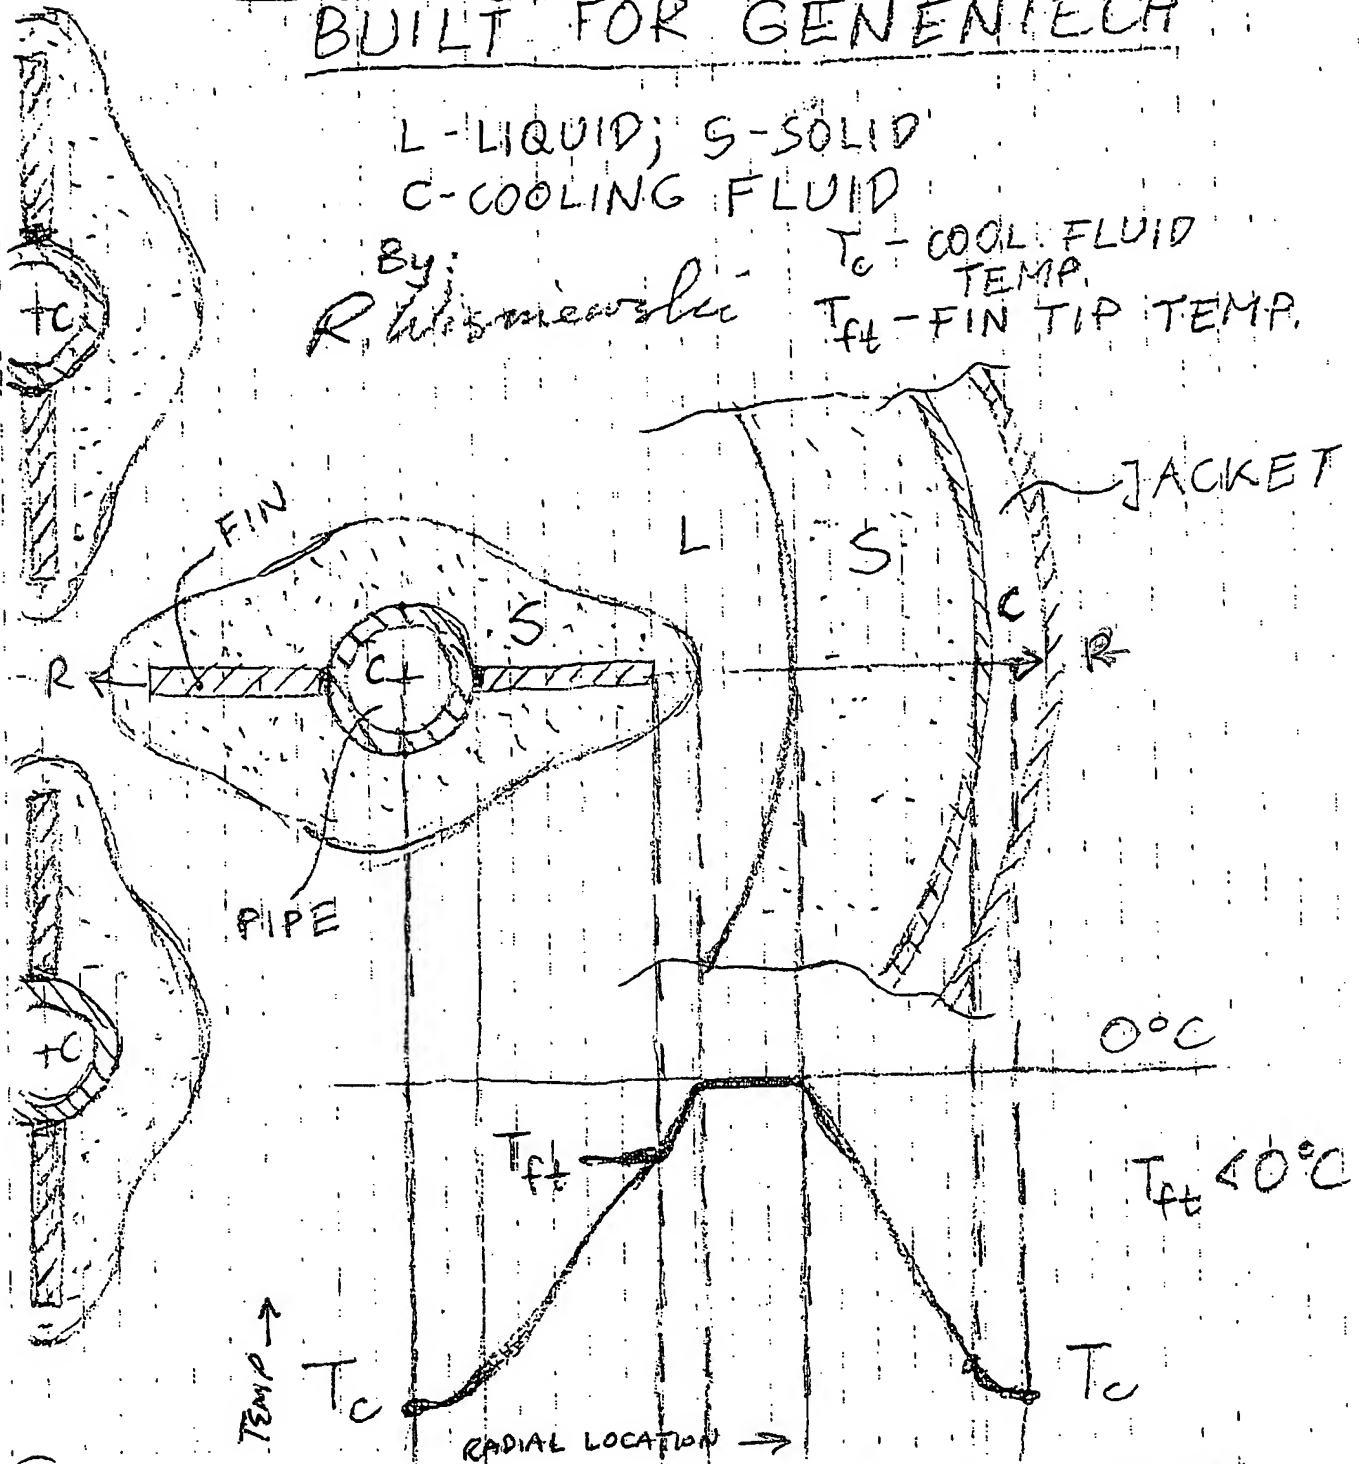 BUILT FOR GENENTECH
L-LIQUID; S-SOLID
C-COOLING FLUID
By:
R. Wisniewski
Tc - COOL. FLUID
TEMP.
Tft - FIN TIP TEMP.
+C
JACKET
FIN
L
S
S
C
C+
R
R
PIPE
+C
0°C
Tft
Tft < 0°C
TEMP →
Tc
Tc
RADIAL LOCATION →